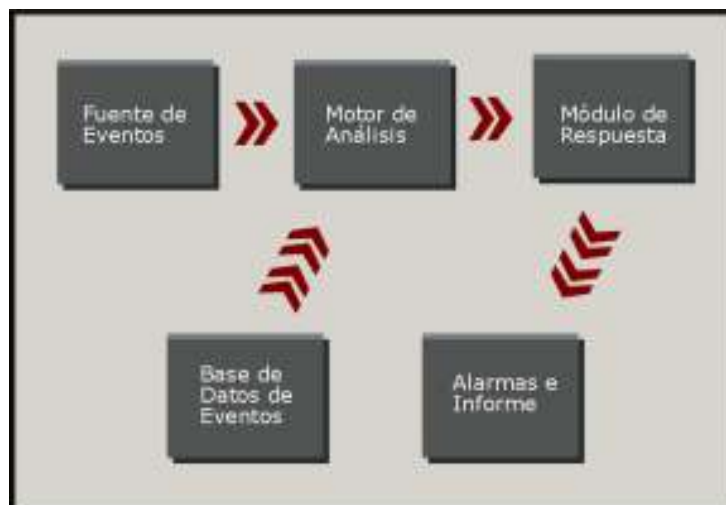 Fuente de
Eventos
Motor de
Análisis
Módulo de
Respuesta
Base de
Datos de
Eventos
Alarmas e
Informe